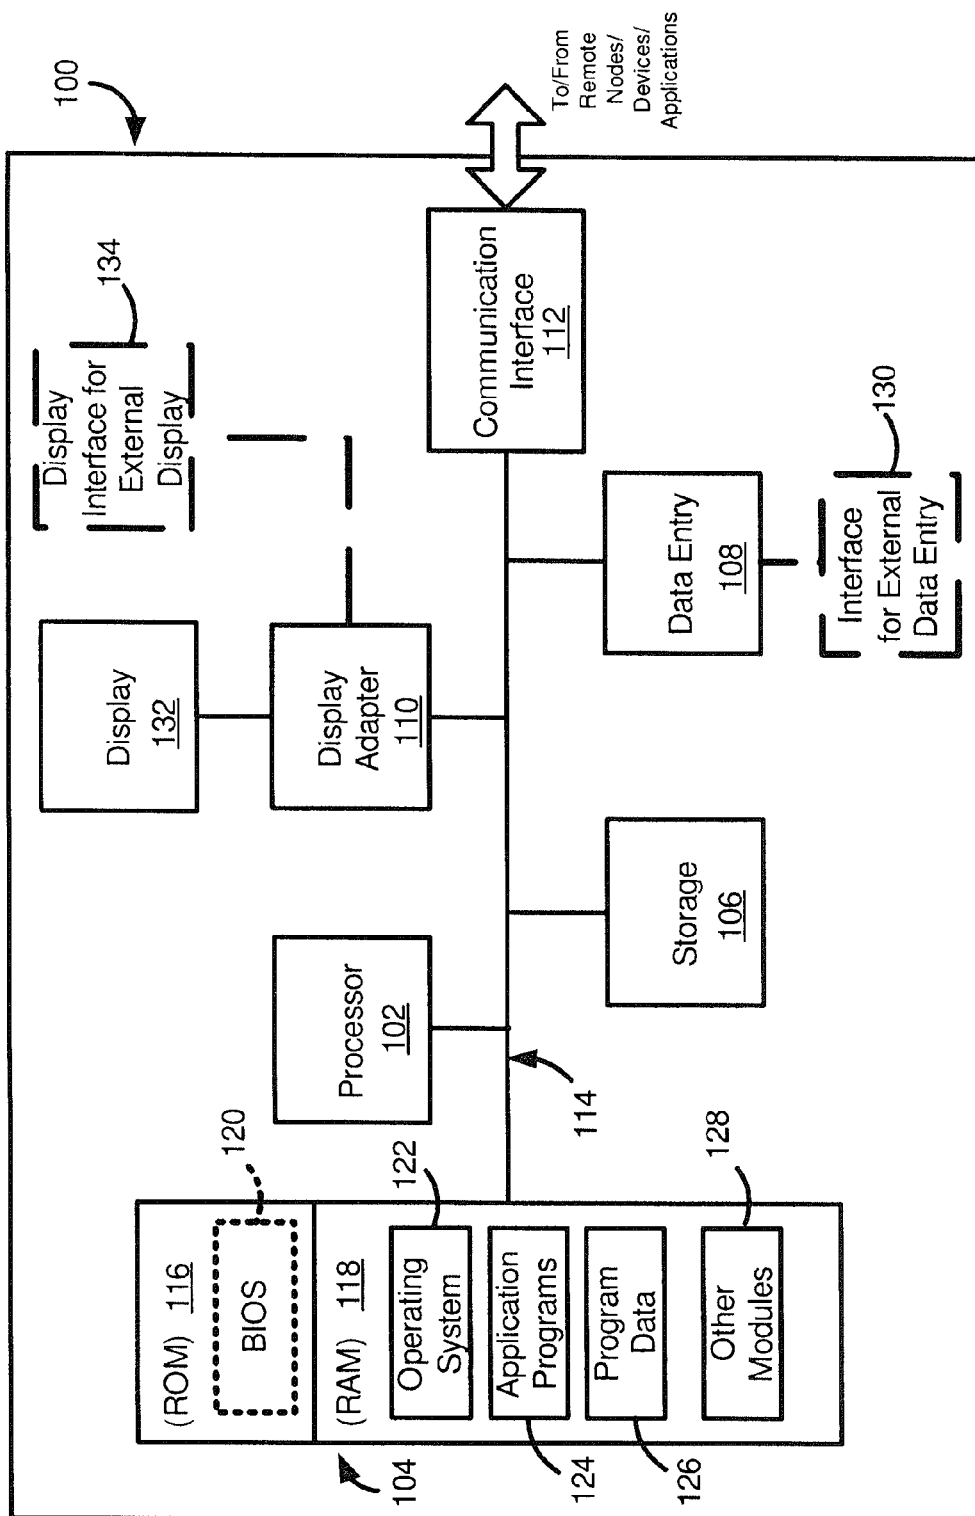 100
134
Display
Interface for
External
Display
To/From
Remote
Nodes/
Devices/
Applications
Display
132
Display
Adapter
110
Communication
Interface
112
Processor
102
120
(ROM) 116
BIOS
(RAM) 118
122
Operating
System
Application
Programs
Program
Data
Other
Modules
104
124
126
128
114
Storage
106
Data Entry
108
130
Interface
for External
Data Entry